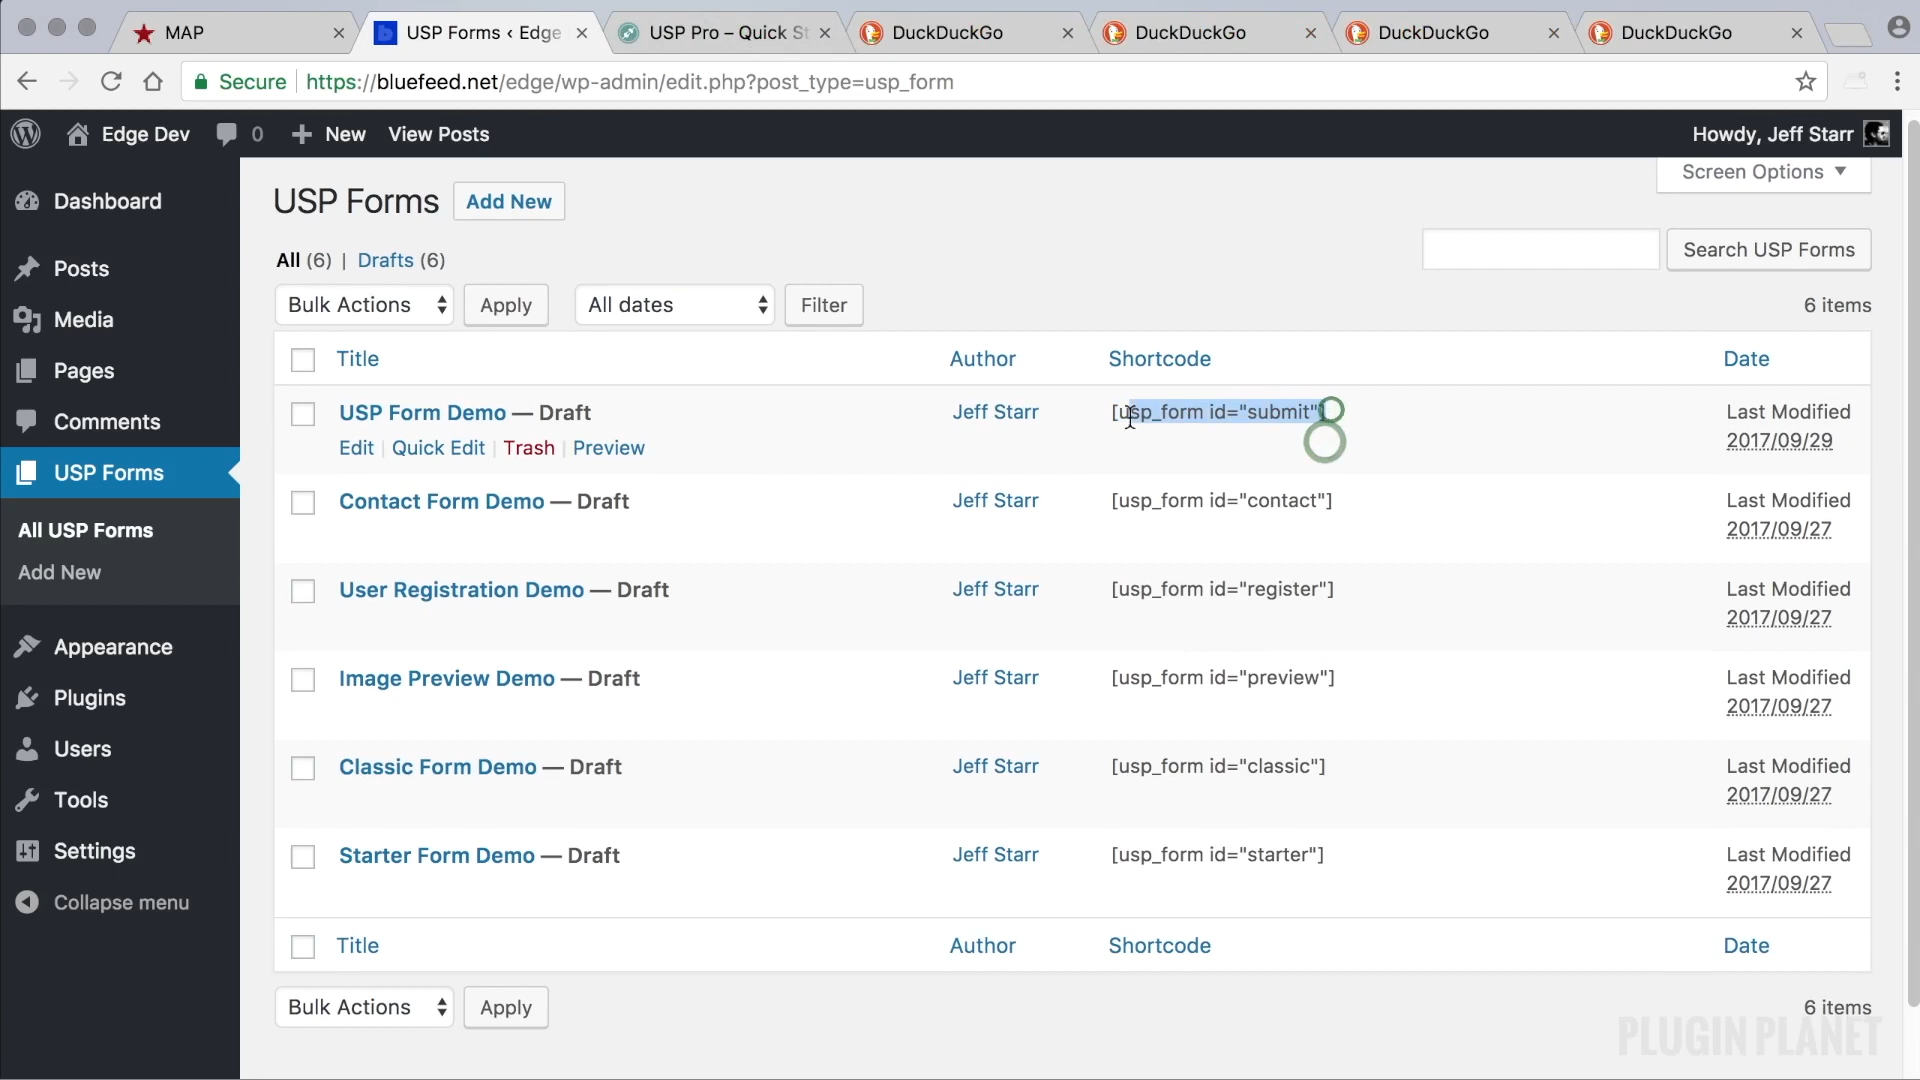 MAP
USP Forms ‹ Edge
USP Pro – Quick St
DuckDuckGo
DuckDuckGo
DuckDuckGo
DuckDuckGo
Secure
https://bluefeed.net/edge/wp-admin/edit.php?post_type=usp_form
Edge Dev
0
New
View Posts
Howdy, Jeff Starr
Dashboard
Posts
Media
Pages
Comments
USP Forms
All USP Forms
Add New
Appearance
Plugins
Users
Tools
Settings
Collapse menu
Screen Options
USP Forms
Add New
All (6) | Drafts (6)
Search USP Forms
Bulk Actions
Apply
All dates
Filter
6 items
Title Author Shortcode Date
USP Form Demo — Draft Jeff Starr [usp_form id="submit"] Last Modified
Edit | Quick Edit | Trash | Preview 2017/09/29
Contact Form Demo — Draft Jeff Starr [usp_form id="contact"] Last Modified
2017/09/27
User Registration Demo — Draft Jeff Starr [usp_form id="register"] Last Modified
2017/09/27
Image Preview Demo — Draft Jeff Starr [usp_form id="preview"] Last Modified
2017/09/27
Classic Form Demo — Draft Jeff Starr [usp_form id="classic"] Last Modified
2017/09/27
Starter Form Demo — Draft Jeff Starr [usp_form id="starter"] Last Modified
2017/09/27
Title Author Shortcode Date
Bulk Actions
Apply
6 items
PLUGIN PLANET